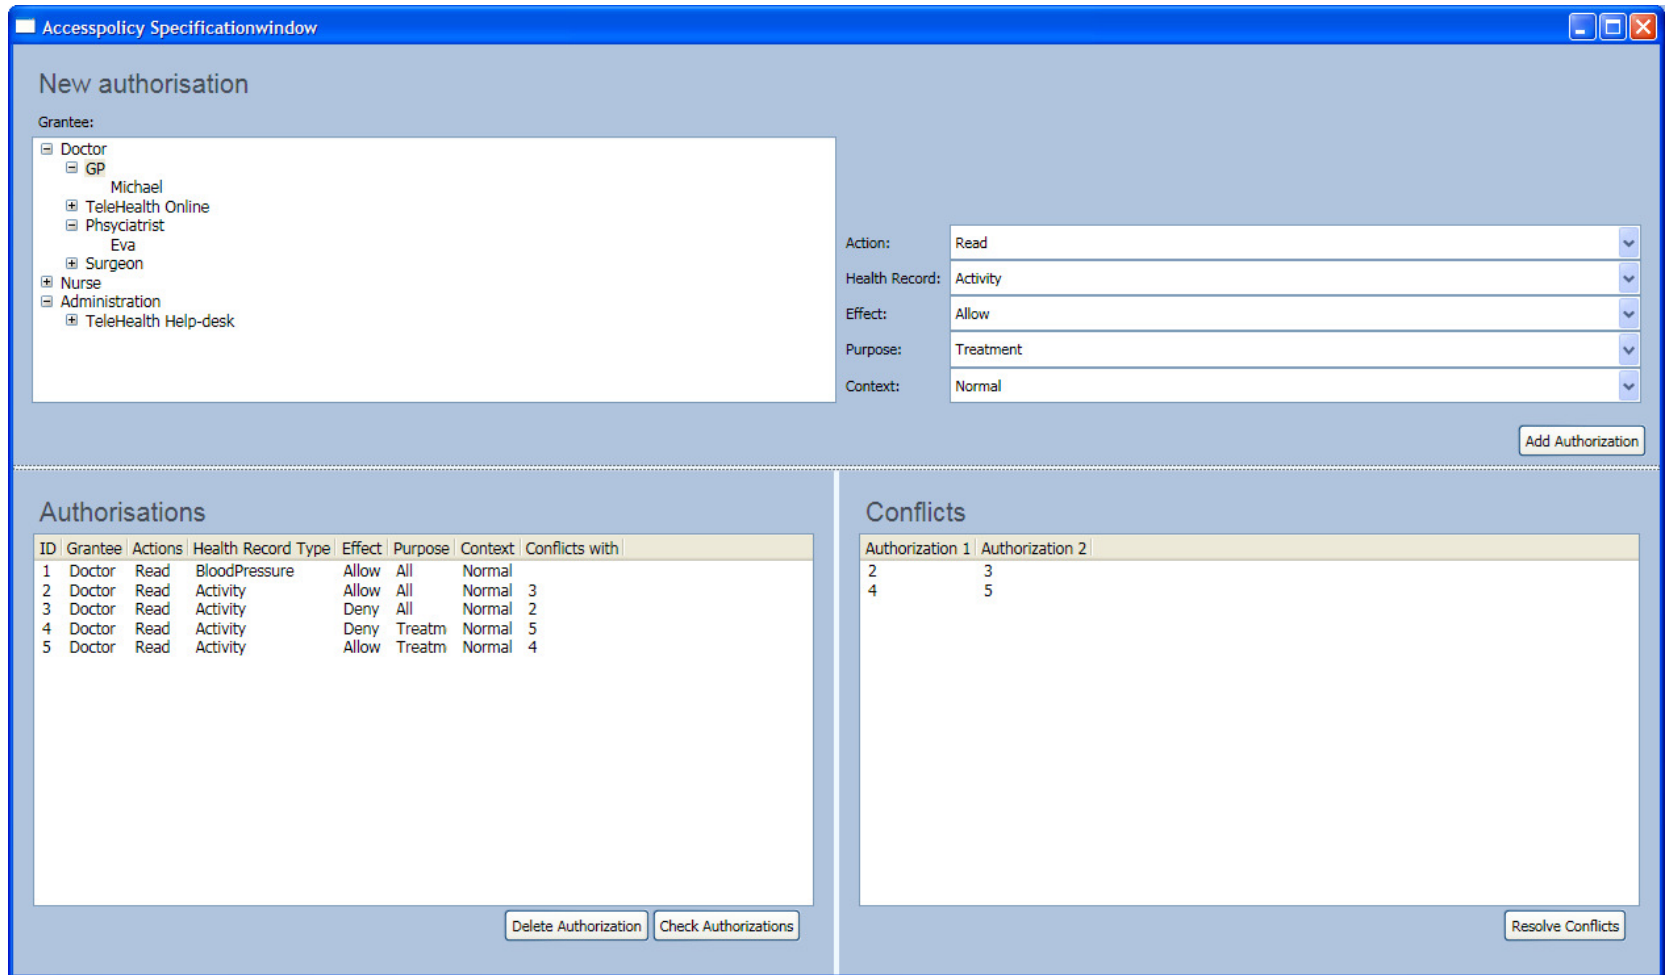 Accesspolicy Specificationwindow
New authorisation
Grantee:
Doctor
GP
Michael
TeleHealth Online
Phsyciatrist
Eva
Surgeon
Nurse
Administration
TeleHealth Help-desk
Action: Read
Health Record: Activity
Effect: Allow
Purpose: Treatment
Context: Normal
Add Authorization
Authorisations
ID Grantee Actions Health Record Type Effect Purpose Context Conflicts with
1 Doctor Read BloodPressure Allow All Normal
2 Doctor Read Activity Allow All Normal 3
3 Doctor Read Activity Deny All Normal 2
4 Doctor Read Activity Deny Treatm Normal 5
5 Doctor Read Activity Allow Treatm Normal 4
Delete Authorization Check Authorizations
Conflicts
Authorization 1 Authorization 2
2 3
4 5
Resolve Conflicts